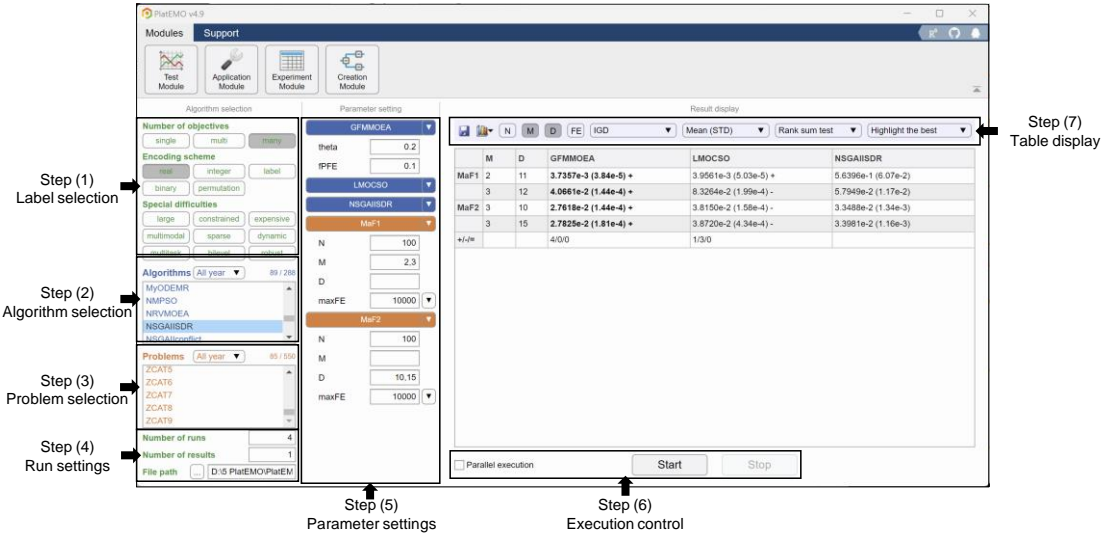 PlatEMO v4.9
Modules Support
Test Module
Application Module
Experiment Module
Creation Module
Algorithm selection
Parameter setting
Result display
Step (1)
Label selection
Number of objectives
single multi many
Encoding scheme
real integer label
binary permutation
Special difficulties
large constrained expensive
multimodal sparse dynamic
multitask bilevel robust
Step (2)
Algorithm selection
Algorithms All year 89 / 286
MyODEMR
NMPSO
NRVMOEA
NSGAIISDR
NSGAIIconflict
Step (3)
Problem selection
Problems All year 85 / 550
ZCAT5
ZCAT6
ZCAT7
ZCAT8
ZCAT9
Step (4)
Run settings
Number of runs 4
Number of results 1
File path ... D:\5 PlatEMO\PlatEM
GFMMOEA
theta 0.2
fPFE 0.1
LMOCSO
NSGAIISDR
MaF1
N 100
M 2,3
D
maxFE 10000
MaF2
N 100
M
D 10,15
maxFE 10000
Step (5)
Parameter settings
N M D FE IGD Mean (STD) Rank sum test Highlight the best
Step (7)
Table display
M D GFMMOEA LMOCSO NSGAIISDR
MaF1 2 11 3.7357e-3 (3.84e-5) + 3.9561e-3 (5.03e-5) + 5.6396e-1 (6.07e-2)
3 12 4.0661e-2 (1.44e-4) + 8.3264e-2 (1.99e-4) - 5.7949e-2 (1.17e-2)
MaF2 3 10 2.7618e-2 (1.44e-4) + 3.8150e-2 (1.58e-4) - 3.3488e-2 (1.34e-3)
3 15 2.7825e-2 (1.81e-4) + 3.8720e-2 (4.34e-4) - 3.3981e-2 (1.16e-3)
+/-/= 4/0/0 1/3/0
Parallel execution Start Stop
Step (6)
Execution control